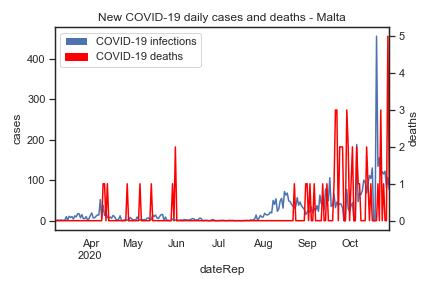 New COVID-19 daily cases and deaths - Malta
COVID-19 infections
COVID-19 deaths
400
300
200
100
0
cases
5
4
3
2
1
0
deaths
Apr May Jun Jul Aug Sep Oct
2020
dateRep